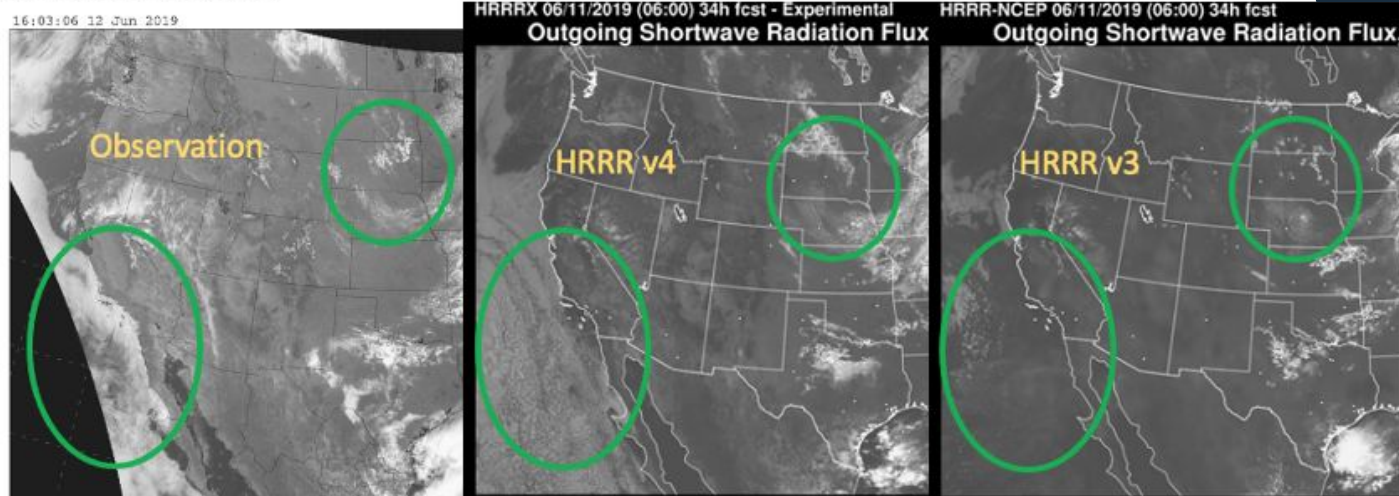 16:03:06 12 Jun 2019
Observation
HRRRX 06/11/2019 (06:00) 34h fcst - Experimental
Outgoing Shortwave Radiation Flux
HRRR v4
HRRR-NCEP 06/11/2019 (06:00) 34h fcst
Outgoing Shortwave Radiation Flux
HRRR v3